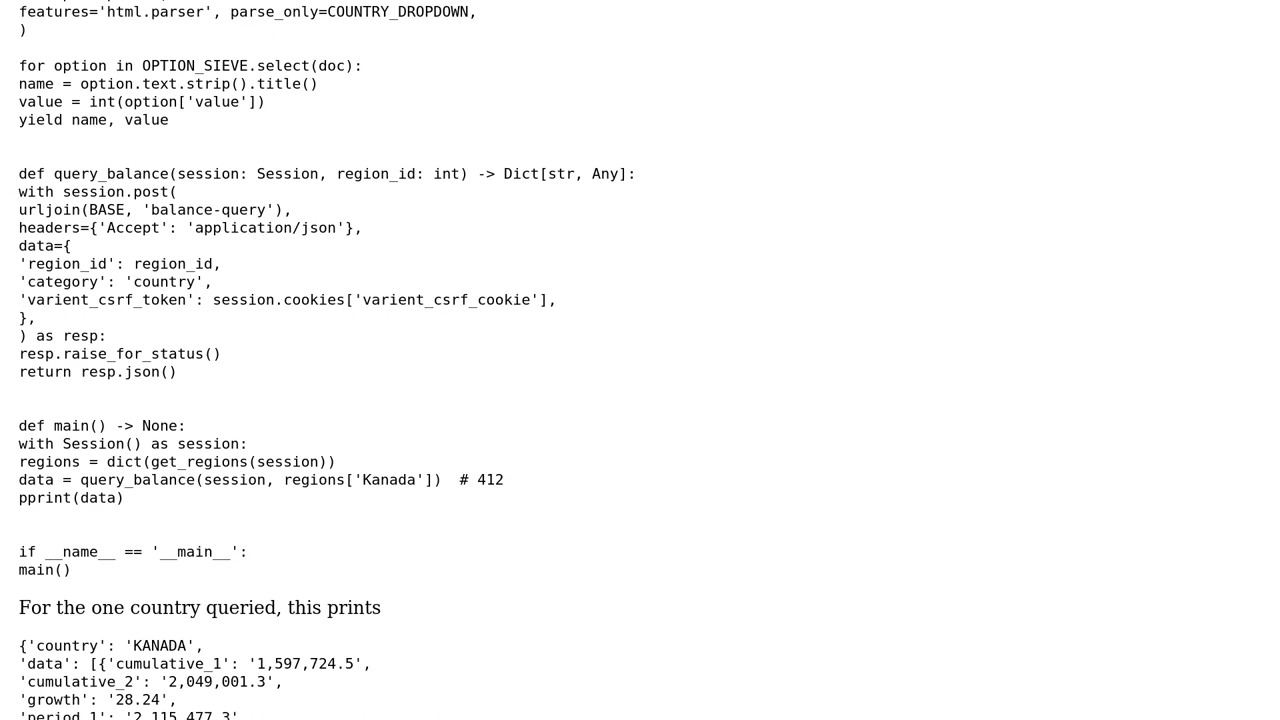 features='html.parser', parse_only=COUNTRY_DROPDOWN,
)
for option in OPTION_SIEVE.select(doc):
name = option.text.strip().title()
value = int(option['value'])
yield name, value
def query_balance(session: Session, region_id: int) -> Dict[str, Any]:
with session.post(
urljoin(BASE, 'balance-query'),
headers={'Accept': 'application/json'},
data={
'region_id': region_id,
'category': 'country',
'varient_csrf_token': session.cookies['varient_csrf_cookie'],
},
) as resp:
resp.raise_for_status()
return resp.json()
def main() -> None:
with Session() as session:
regions = dict(get_regions(session))
data = query_balance(session, regions['Kanada'])  # 412
pprint(data)
if __name__ == '__main__':
main()
For the one country queried, this prints
{'country': 'KANADA',
'data': [{'cumulative_1': '1,597,724.5',
'cumulative_2': '2,049,001.3',
'growth': '28.24',
'period_1': '2,115,477.3',